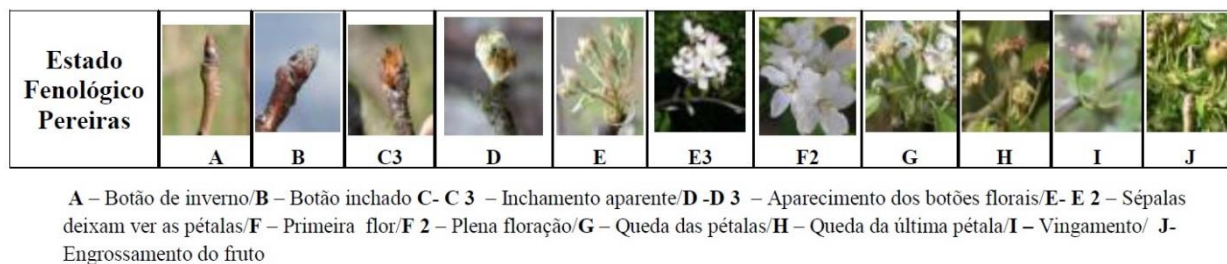 Estado
Fenológico
Pereiras
A B C3 D E E3 F2 G H I J
A – Botão de inverno/B – Botão inchado C- C 3 – Inchamento aparente/D -D 3 – Aparecimento dos botões florais/E- E 2 – Sépalas
deixam ver as pétalas/F – Primeira flor/F 2 – Plena floração/G – Queda das pétalas/H – Queda da última pétala/I – Vingamento/ J-
Engrossamento do fruto